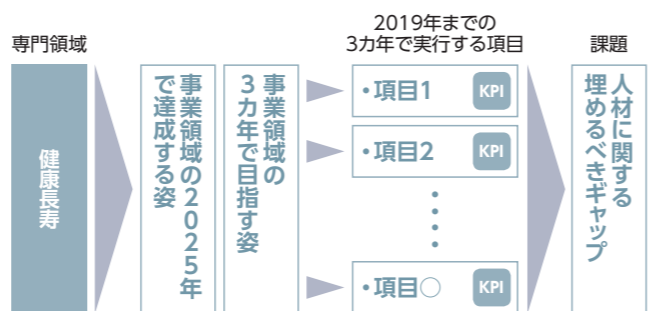 専門領域
2019年までの
3カ年で実行する項目
課題
健康長寿
事業領域の2025年
で達成する姿
事業領域の
3カ年で目指す姿
・項目1 KPI
・項目2 KPI
・項目○ KPI
人材に関する
埋めるべきギャップ